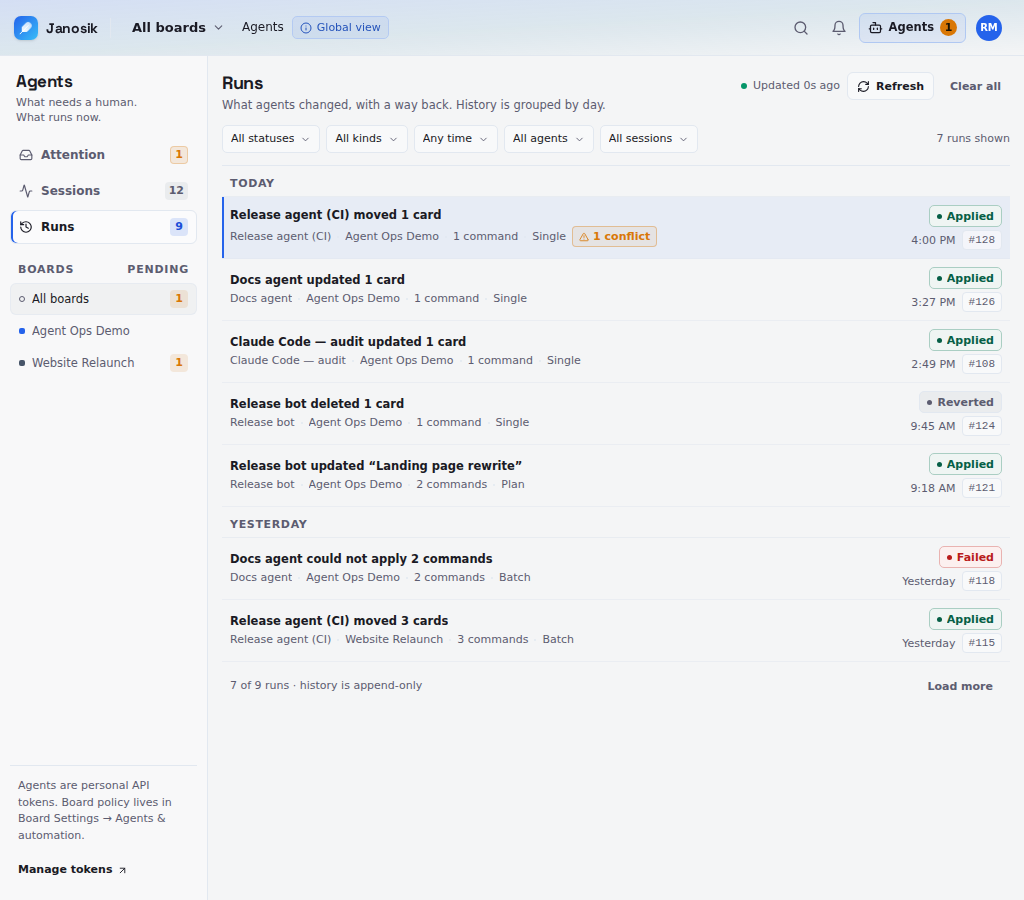 Janosik
All boards
Agents
Global view
Agents 1
RM
Agents
What needs a human.
What runs now.
Attention 1
Sessions 12
Runs 9
BOARDS PENDING
All boards 1
Agent Ops Demo
Website Relaunch 1
Agents are personal API
tokens. Board policy lives in
Board Settings → Agents &
automation.
Manage tokens ↗
Runs
What agents changed, with a way back. History is grouped by day.
Updated 0s ago
Refresh
Clear all
All statuses
All kinds
Any time
All agents
All sessions
7 runs shown
TODAY
Release agent (CI) moved 1 card
Applied
Release agent (CI) Agent Ops Demo 1 command Single 1 conflict
4:00 PM #128
Docs agent updated 1 card
Applied
Docs agent · Agent Ops Demo · 1 command · Single
3:27 PM #126
Claude Code — audit updated 1 card
Applied
Claude Code — audit · Agent Ops Demo · 1 command · Single
2:49 PM #108
Release bot deleted 1 card
Reverted
Release bot · Agent Ops Demo · 1 command · Single
9:45 AM #124
Release bot updated “Landing page rewrite”
Applied
Release bot · Agent Ops Demo · 2 commands · Plan
9:18 AM #121
YESTERDAY
Docs agent could not apply 2 commands
Failed
Docs agent · Agent Ops Demo · 2 commands · Batch
Yesterday #118
Release agent (CI) moved 3 cards
Applied
Release agent (CI) · Website Relaunch · 3 commands · Batch
Yesterday #115
7 of 9 runs · history is append-only
Load more